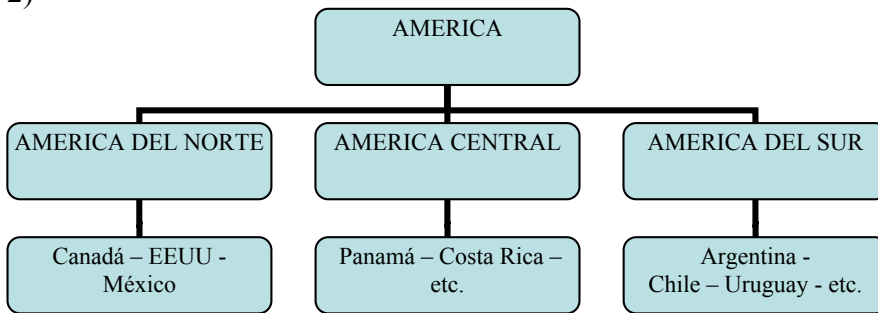 2)
AMERICA
AMERICA DEL NORTE
AMERICA CENTRAL
AMERICA DEL SUR
Canadá – EEUU -
México
Panamá – Costa Rica –
etc.
Argentina -
Chile – Uruguay - etc.